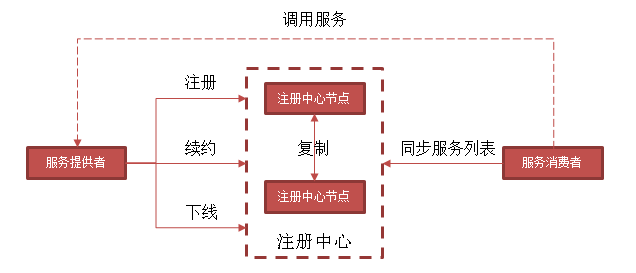 调用服务
注册
注册中心节点
服务提供者
续约
复制
同步服务列表
服务消费者
注册中心节点
下线
注册中心